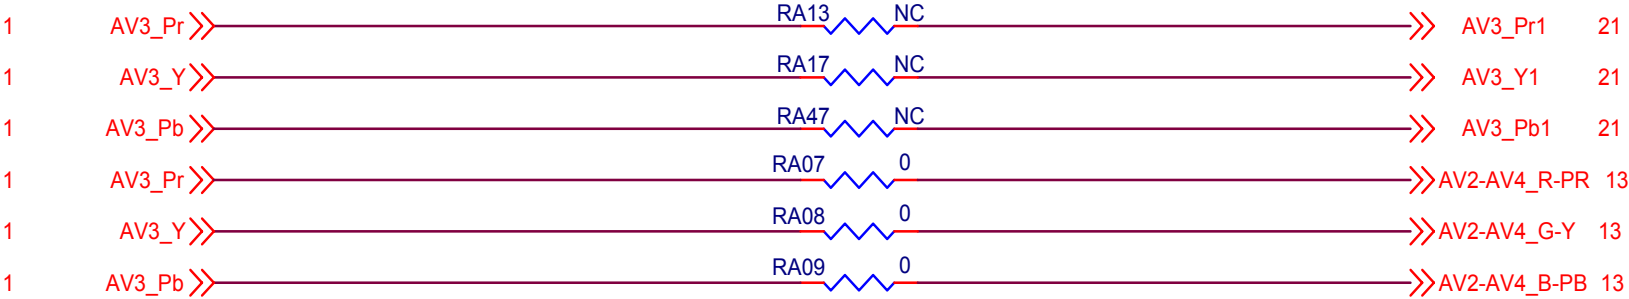 1 AV3_Pr RA13 NC AV3_Pr1 21
1 AV3_Y RA17 NC AV3_Y1 21
1 AV3_Pb RA47 NC AV3_Pb1 21
1 AV3_Pr RA07 0 AV2-AV4_R-PR 13
1 AV3_Y RA08 0 AV2-AV4_G-Y 13
1 AV3_Pb RA09 0 AV2-AV4_B-PB 13